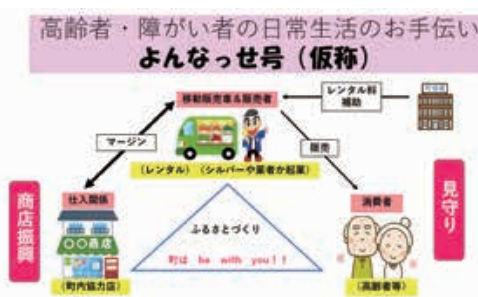 高齢者・障がい者の日常生活のお手伝い
よんなっせ号（仮称）
移動販売車＆販売者
レンタル料
補助
マージン
販売
（レンタル）（シルバーや業者か起業）
商店振興
仕入関係
〇〇商店
（町内協力店）
ふるさとづくり
町は be with you！！
消費者
（高齢者等）
見守り